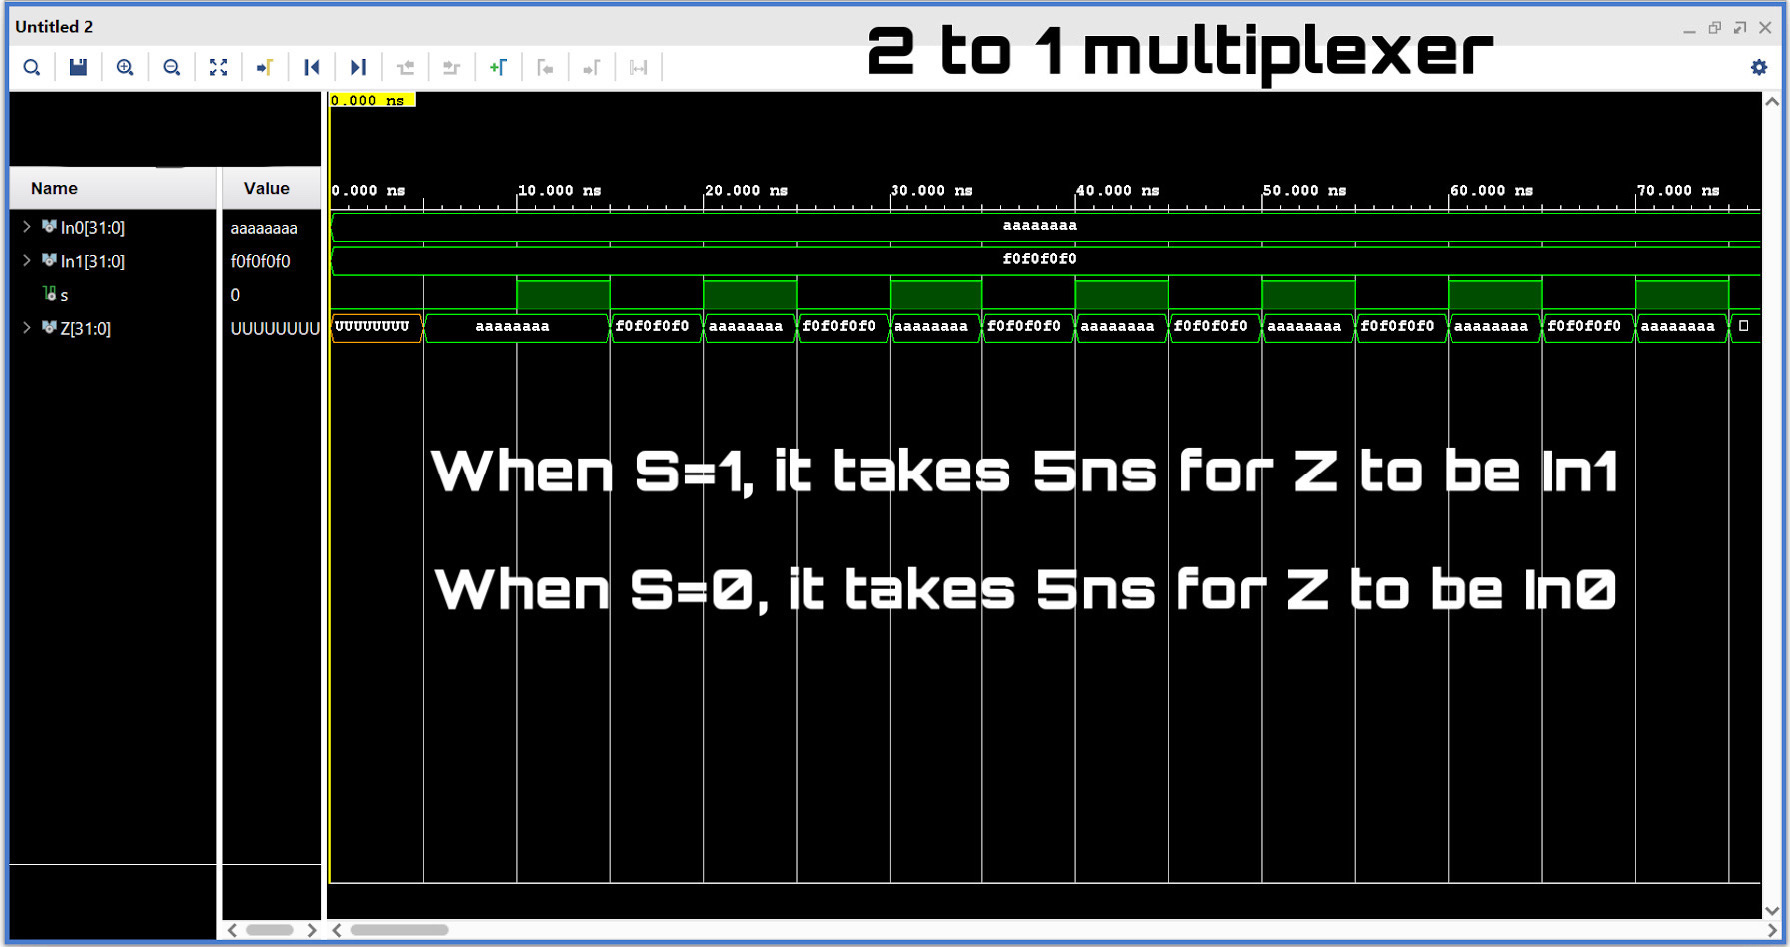 Untitled 2
2 to 1 multiplexer
0.000 ns
Name Value
0.000 ns 10.000 ns 20.000 ns 30.000 ns 40.000 ns 50.000 ns 60.000 ns 70.000 ns
In0[31:0] aaaaaaaa aaaaaaaa
In1[31:0] f0f0f0f0 f0f0f0f0
s 0
Z[31:0] UUUUUUUU UUUUUUUU aaaaaaaa f0f0f0f0 aaaaaaaa f0f0f0f0 aaaaaaaa f0f0f0f0 aaaaaaaa f0f0f0f0 aaaaaaaa f0f0f0f0 aaaaaaaa f0f0f0f0 aaaaaaaa
When S=1, it takes 5ns for Z to be In1
When S=0, it takes 5ns for Z to be In0